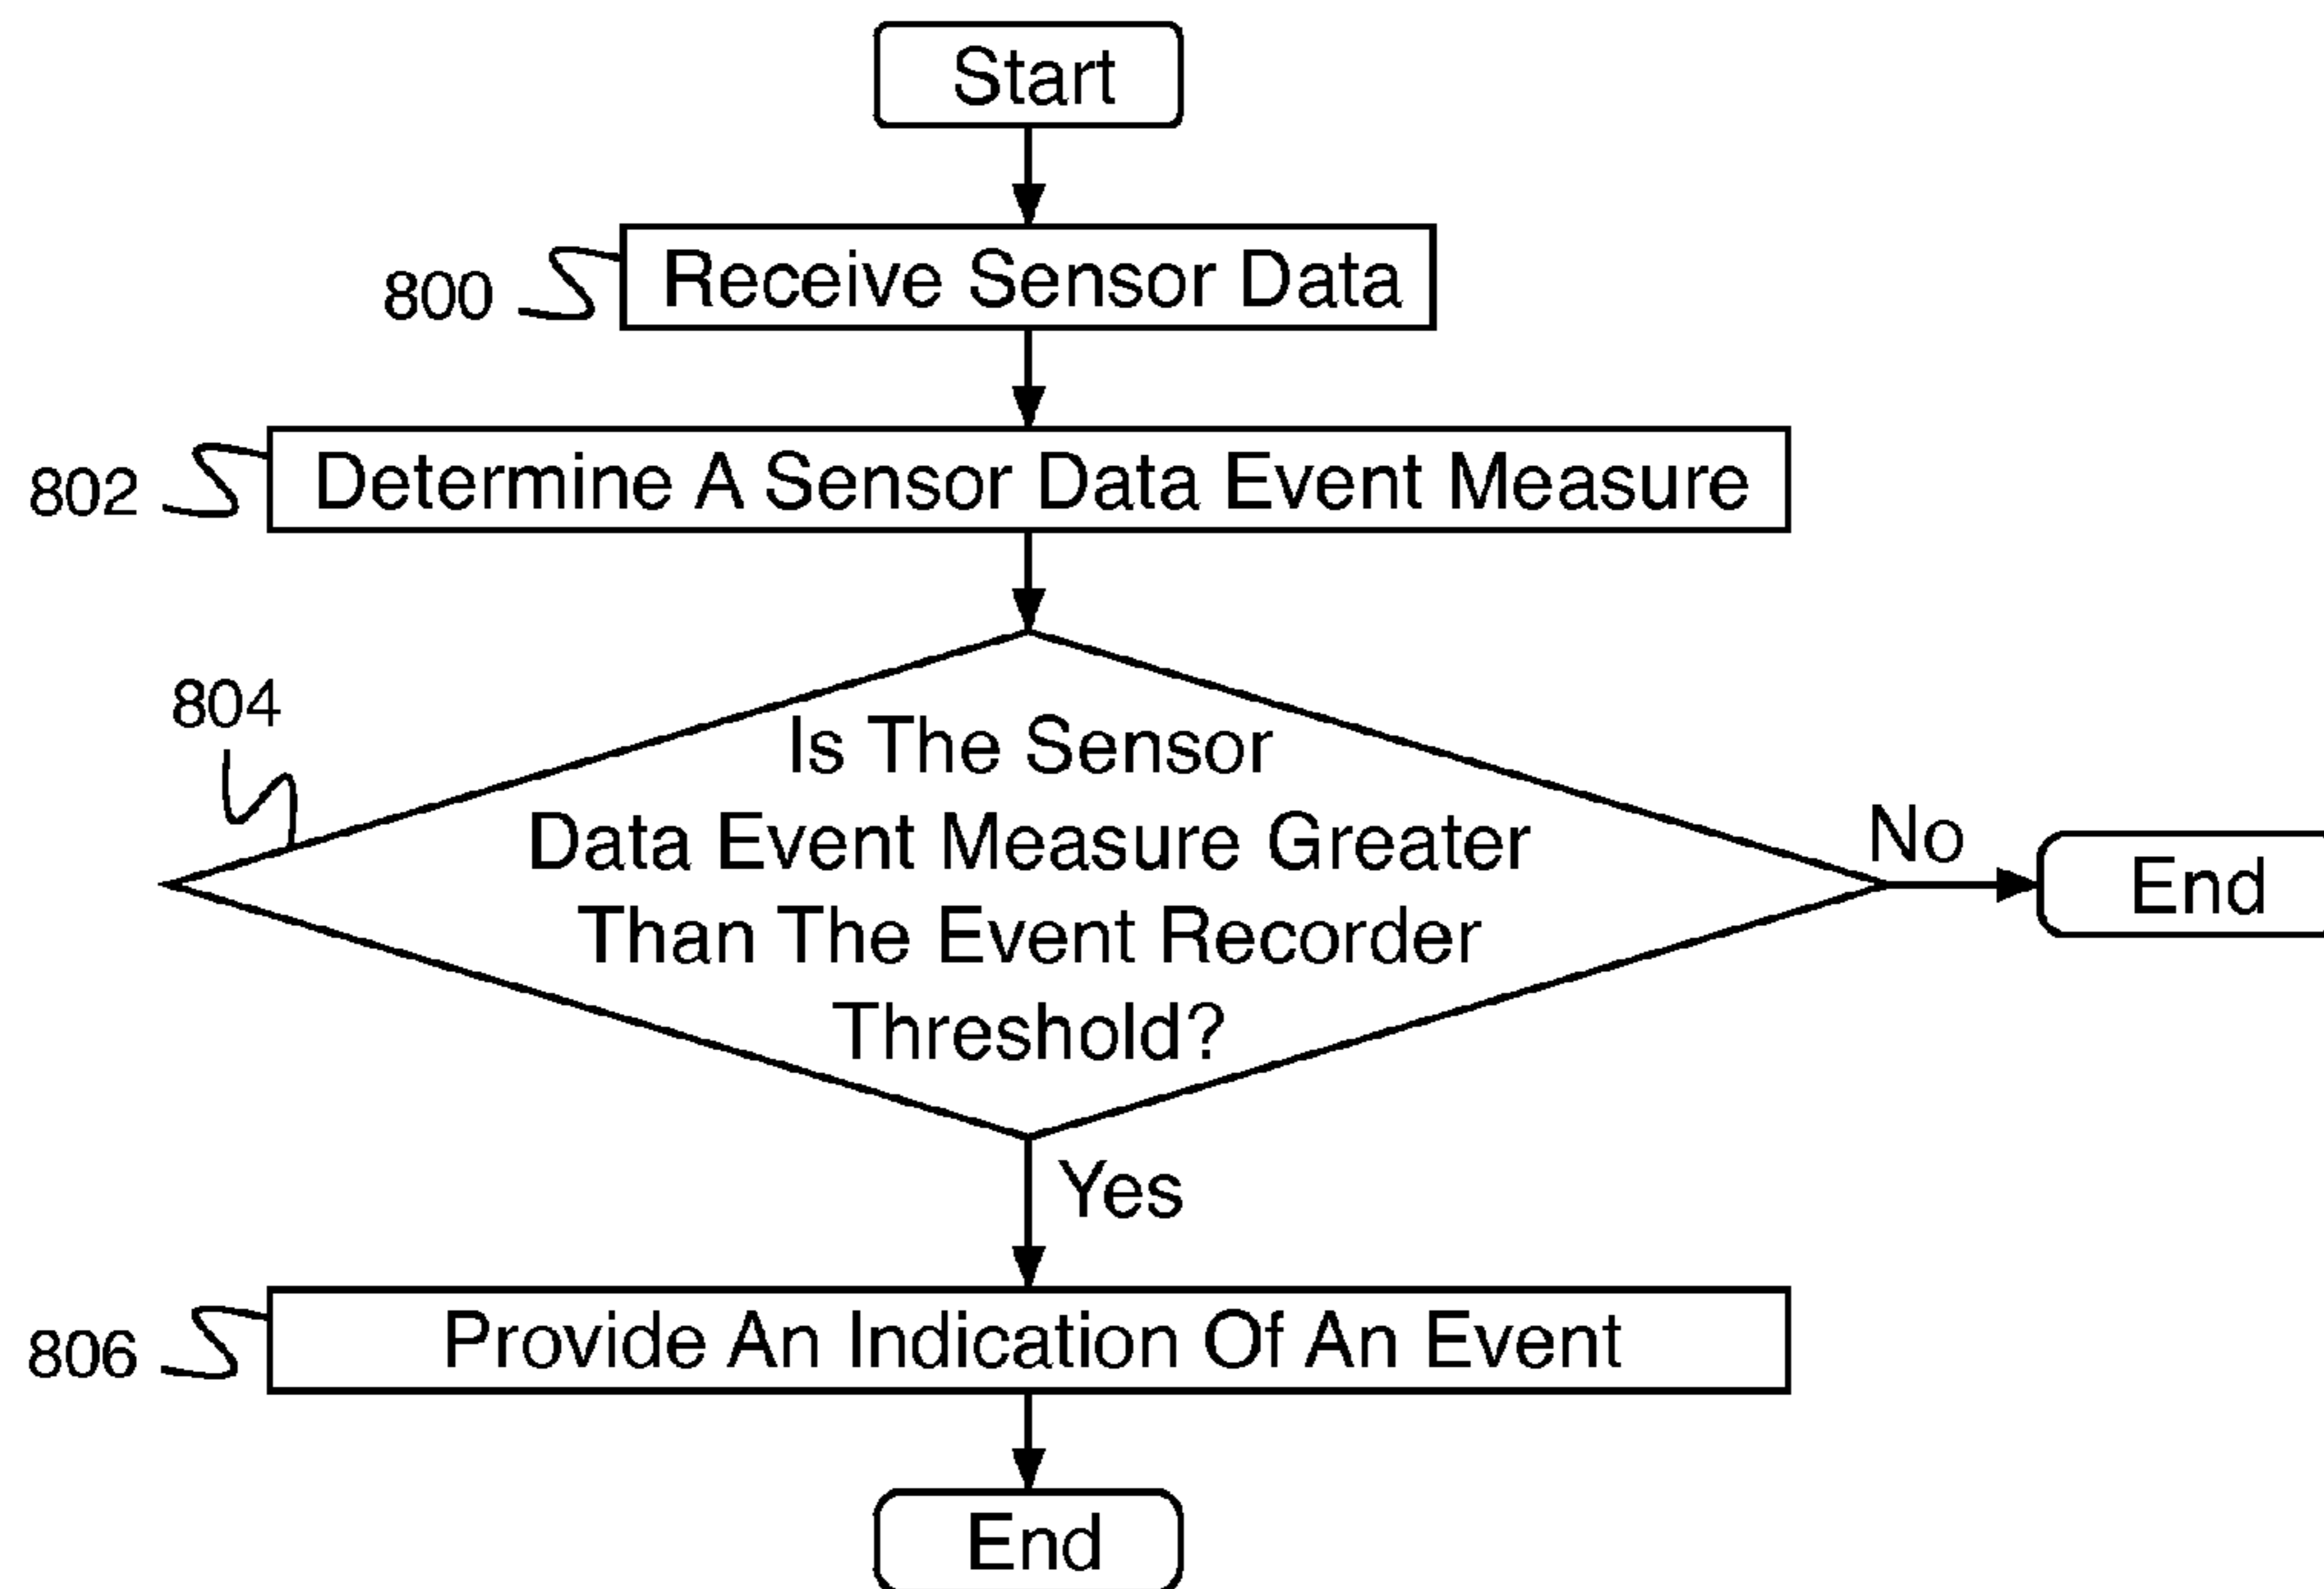 Start
800
Receive Sensor Data
802
Determine A Sensor Data Event Measure
804
Is The Sensor
Data Event Measure Greater
Than The Event Recorder
Threshold?
No
End
Yes
806
Provide An Indication Of An Event
End